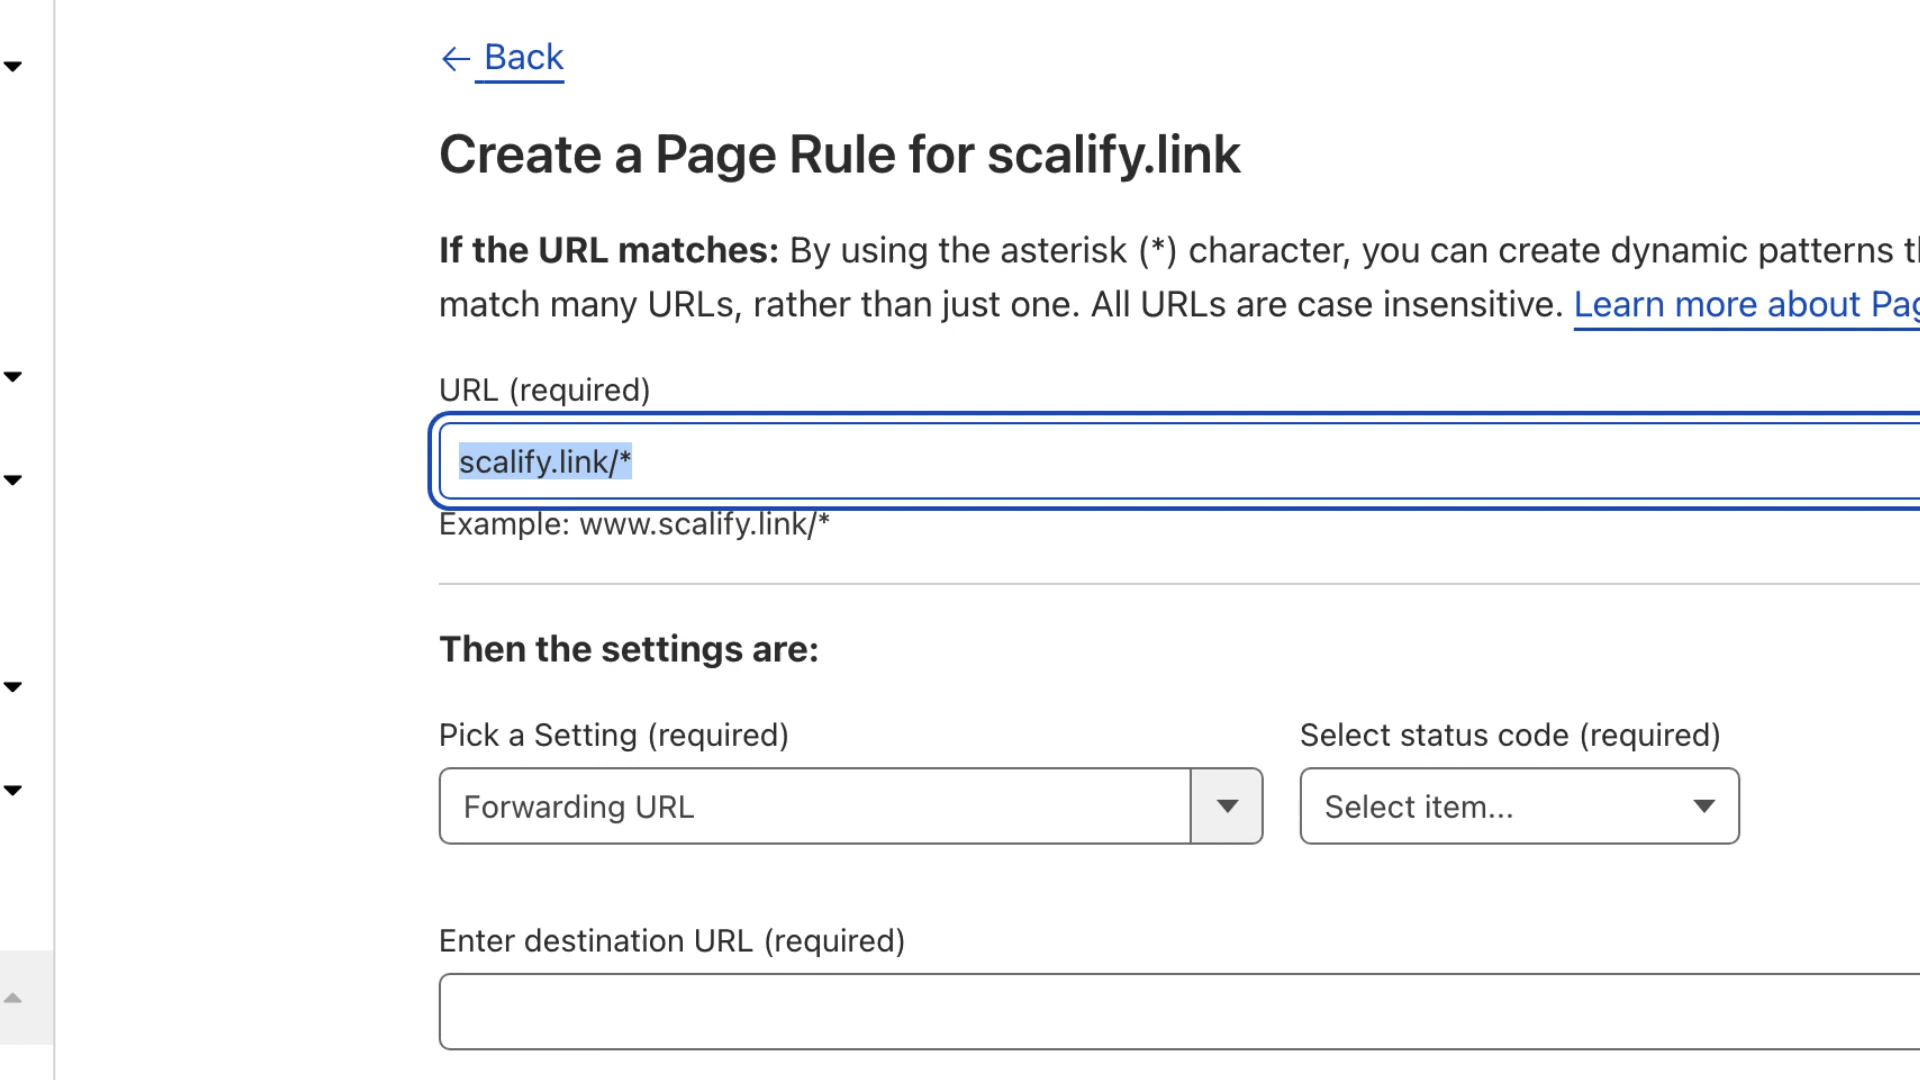 ← Back
Create a Page Rule for scalify.link
If the URL matches: By using the asterisk (*) character, you can create dynamic patterns
match many URLs, rather than just one. All URLs are case insensitive. Learn more about
URL (required)
scalify.link/*
Example: www.scalify.link/*
Then the settings are:
Pick a Setting (required)
Select status code (required)
Forwarding URL
Select item...
Enter destination URL (required)